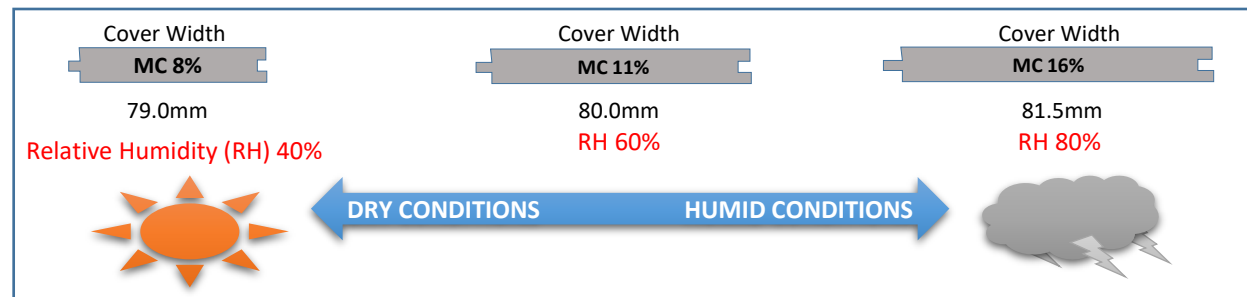 Cover Width
MC 8%
79.0mm
Relative Humidity (RH) 40%
Cover Width
MC 11%
80.0mm
RH 60%
Cover Width
MC 16%
81.5mm
RH 80%
DRY CONDITIONS
HUMID CONDITIONS